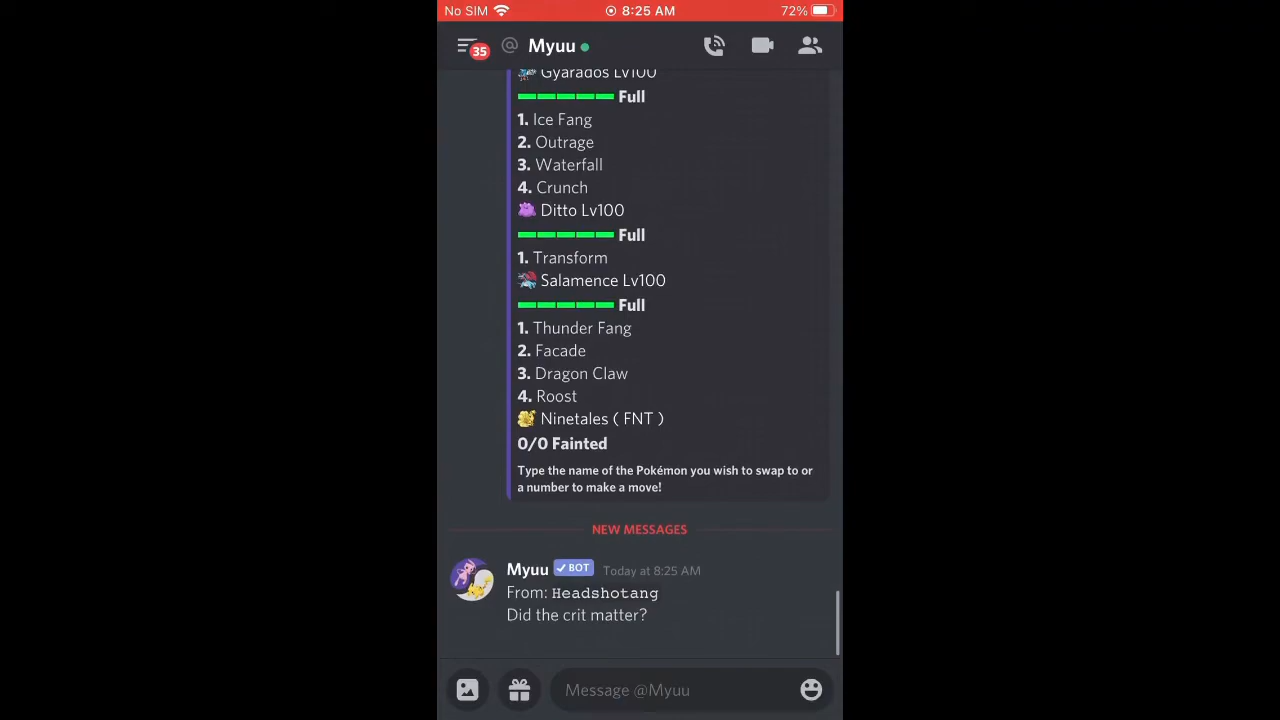 No SIM 8:25 AM 72%
35 @ Myuu
Gyarados Lv100
Full
1. Ice Fang
2. Outrage
3. Waterfall
4. Crunch
Ditto Lv100
Full
1. Transform
Salamence Lv100
Full
1. Thunder Fang
2. Facade
3. Dragon Claw
4. Roost
Ninetales ( FNT )
0/0 Fainted
Type the name of the Pokémon you wish to swap to or
a number to make a move!
NEW MESSAGES
Myuu BOT Today at 8:25 AM
From: Headshotang
Did the crit matter?
Message @Myuu